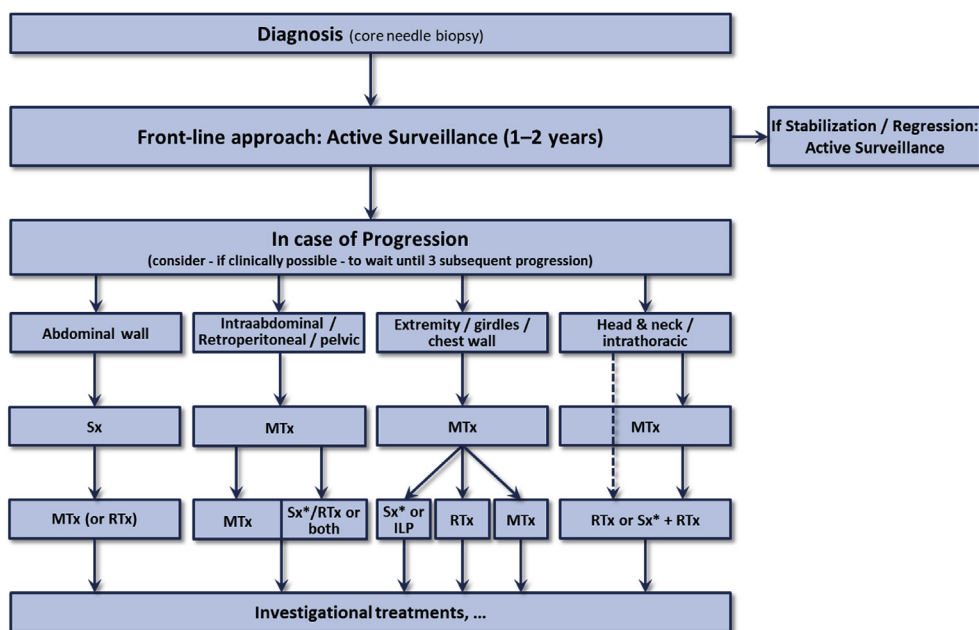 Diagnosis (core needle biopsy)
Front-line approach: Active Surveillance (1–2 years)
If Stabilization / Regression:
Active Surveillance
In case of Progression
(consider - if clinically possible - to wait until 3 subsequent progression)
Abdominal wall
Intraabdominal /
Retroperitoneal / pelvic
Extremity / girdles /
chest wall
Head & neck /
intrathoracic
Sx
MTx
MTx
MTx
MTx (or RTx)
MTx
Sx*/RTx or
both
Sx* or
ILP
RTx
MTx
RTx or Sx* + RTx
Investigational treatments, ...